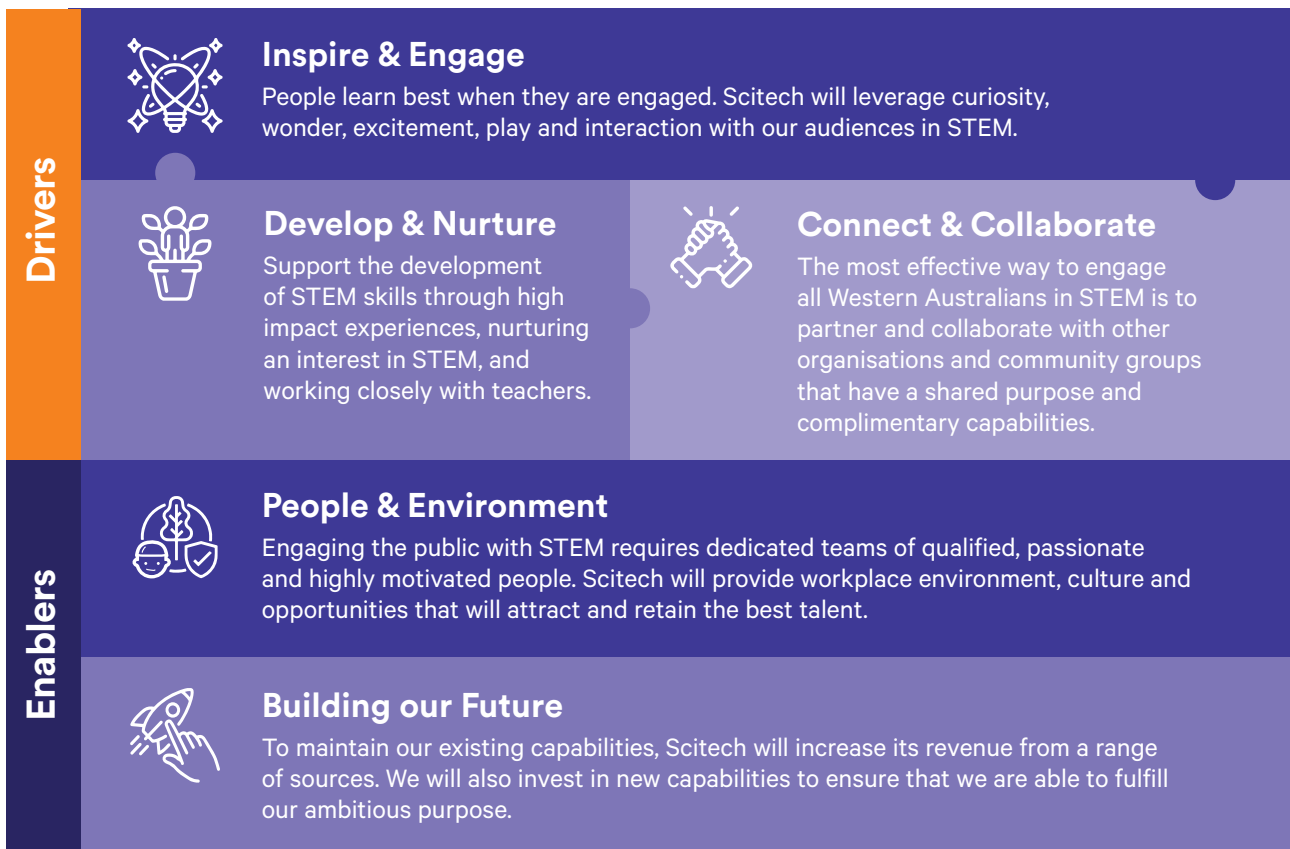 Drivers
Inspire & Engage
People learn best when they are engaged. Scitech will leverage curiosity,
wonder, excitement, play and interaction with our audiences in STEM.
Develop & Nurture
Support the development
of STEM skills through high
impact experiences, nurturing
an interest in STEM, and
working closely with teachers.
Connect & Collaborate
The most effective way to engage
all Western Australians in STEM is to
partner and collaborate with other
organisations and community groups
that have a shared purpose and
complimentary capabilities.
Enablers
People & Environment
Engaging the public with STEM requires dedicated teams of qualified, passionate
and highly motivated people. Scitech will provide workplace environment, culture and
opportunities that will attract and retain the best talent.
Building our Future
To maintain our existing capabilities, Scitech will increase its revenue from a range
of sources. We will also invest in new capabilities to ensure that we are able to fulfill
our ambitious purpose.